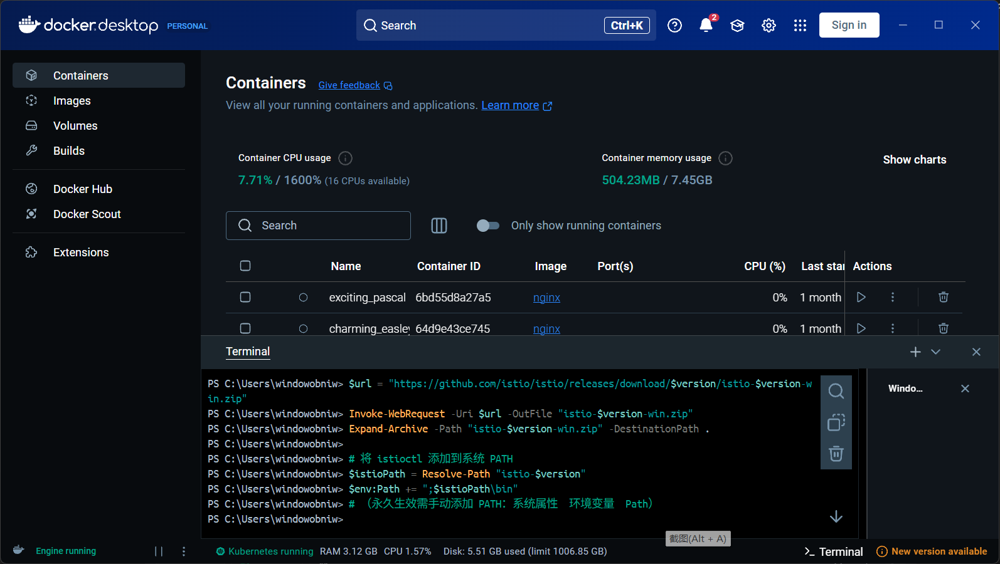 docker desktop PERSONAL
Search Ctrl+K
2
Sign in
Containers
Images
Volumes
Builds
Docker Hub
Docker Scout
Extensions
Containers Give feedback
View all your running containers and applications. Learn more
Container CPU usage
7.71% / 1600% (16 CPUs available)
Container memory usage
504.23MB / 7.45GB
Show charts
Search
Only show running containers
Name Container ID Image Port(s) CPU (%) Last star Actions
exciting_pascal 6bd55d8a27a5 nginx 0% 1 month
charming_easley 64d9e43ce745 nginx 0% 1 month
Terminal
PS C:\Users\windowobniw> $url = "https://github.com/istio/istio/releases/download/$version/istio-$version-w
in.zip"
PS C:\Users\windowobniw> Invoke-WebRequest -Uri $url -OutFile "istio-$version-win.zip"
PS C:\Users\windowobniw> Expand-Archive -Path "istio-$version-win.zip" -DestinationPath .
PS C:\Users\windowobniw>
PS C:\Users\windowobniw> # 将 istioctl 添加到系统 PATH
PS C:\Users\windowobniw> $istioPath = Resolve-Path "istio-$version"
PS C:\Users\windowobniw> $env:Path += ";$istioPath\bin"
PS C:\Users\windowobniw> # （永久生效需手动添加 PATH：系统属性 环境变量 Path）
PS C:\Users\windowobniw>
Windo...
截图(Alt + A)
Engine running
Kubernetes running RAM 3.12 GB CPU 1.57% Disk: 5.51 GB used (limit 1006.85 GB)
Terminal
New version available